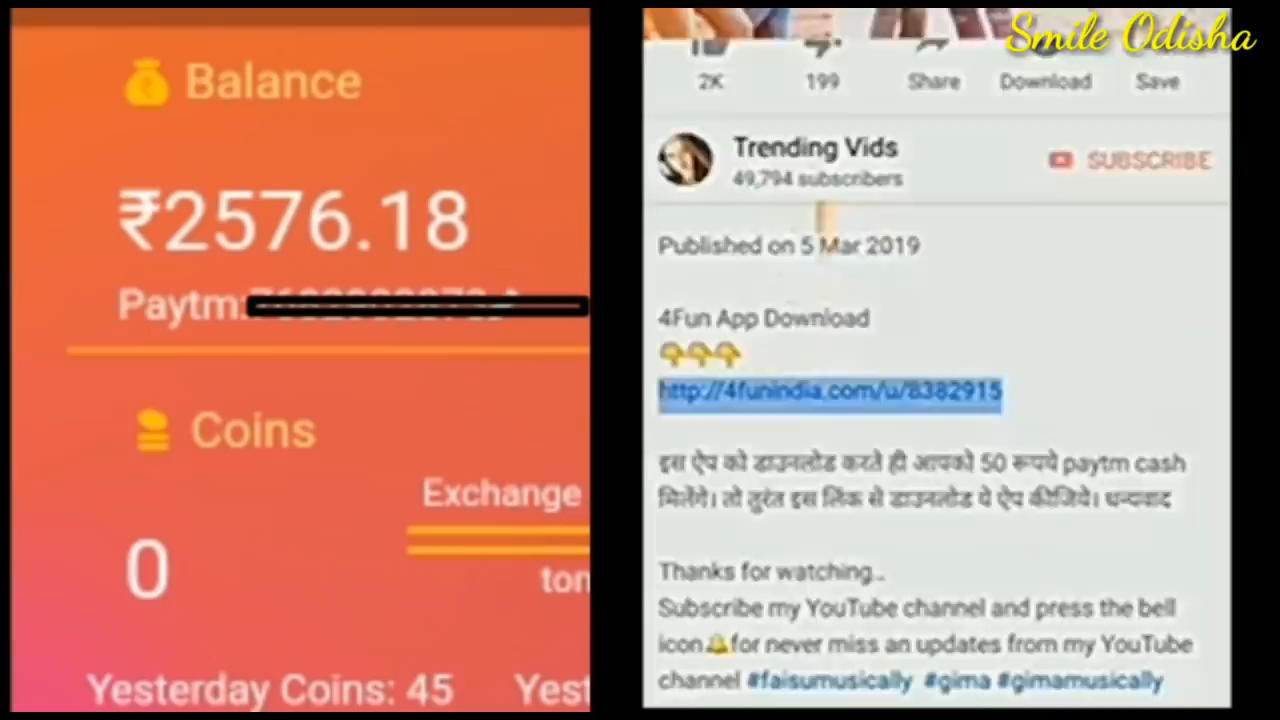 Smile Odisha
Balance
₹2576.18
Paytm:
Coins
Exchange
0
ton
Yesterday Coins: 45 Yest
2K 199 Share Download Save
Trending Vids
49,794 subscribers
SUBSCRIBE
Published on 5 Mar 2019
4Fun App Download
👇👇👇
http://4funindia.com/u/8382915
इस ऐप को डाउनलोड करते ही आपको 50 रूपये paytm cash
मिलेंगे। तो तुरंत इस लिंक से डाउनलोड ये ऐप कीजिये। धन्यवाद
Thanks for watching..
Subscribe my YouTube channel and press the bell
icon🔔for never miss an updates from my YouTube
channel #faisumusically #gima #gimamusically